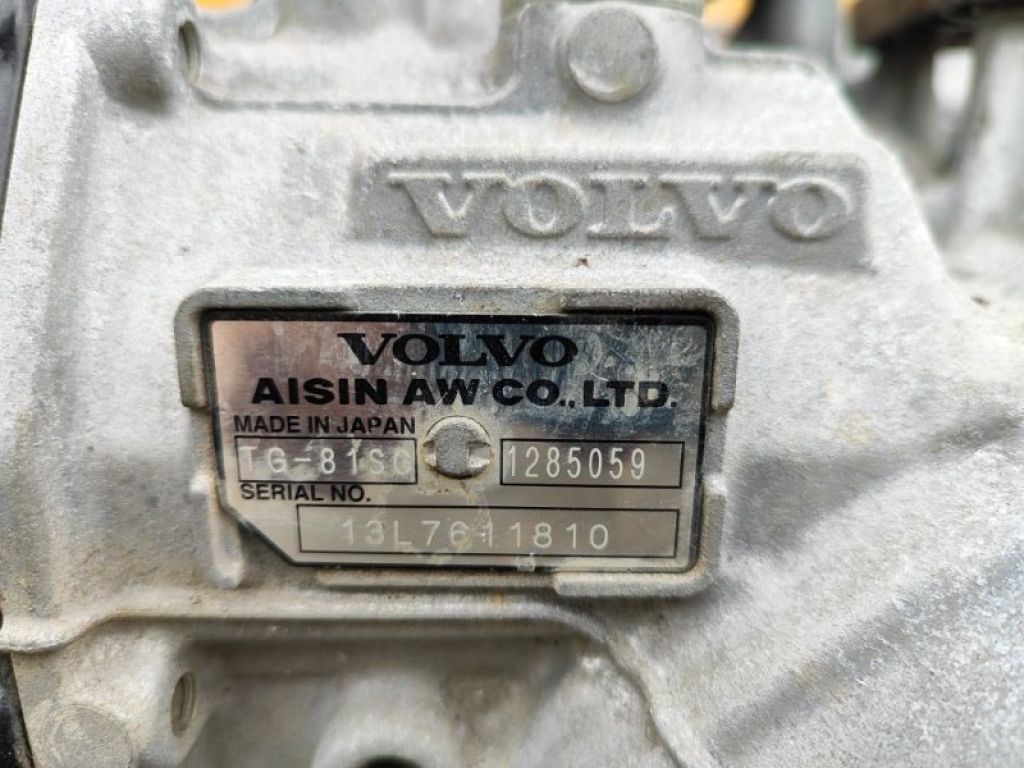 VOLVO
VOLVO
AISIN AW CO., LTD.
MADE IN JAPAN
TG-81SC 1285059
SERIAL NO.
13L7611810